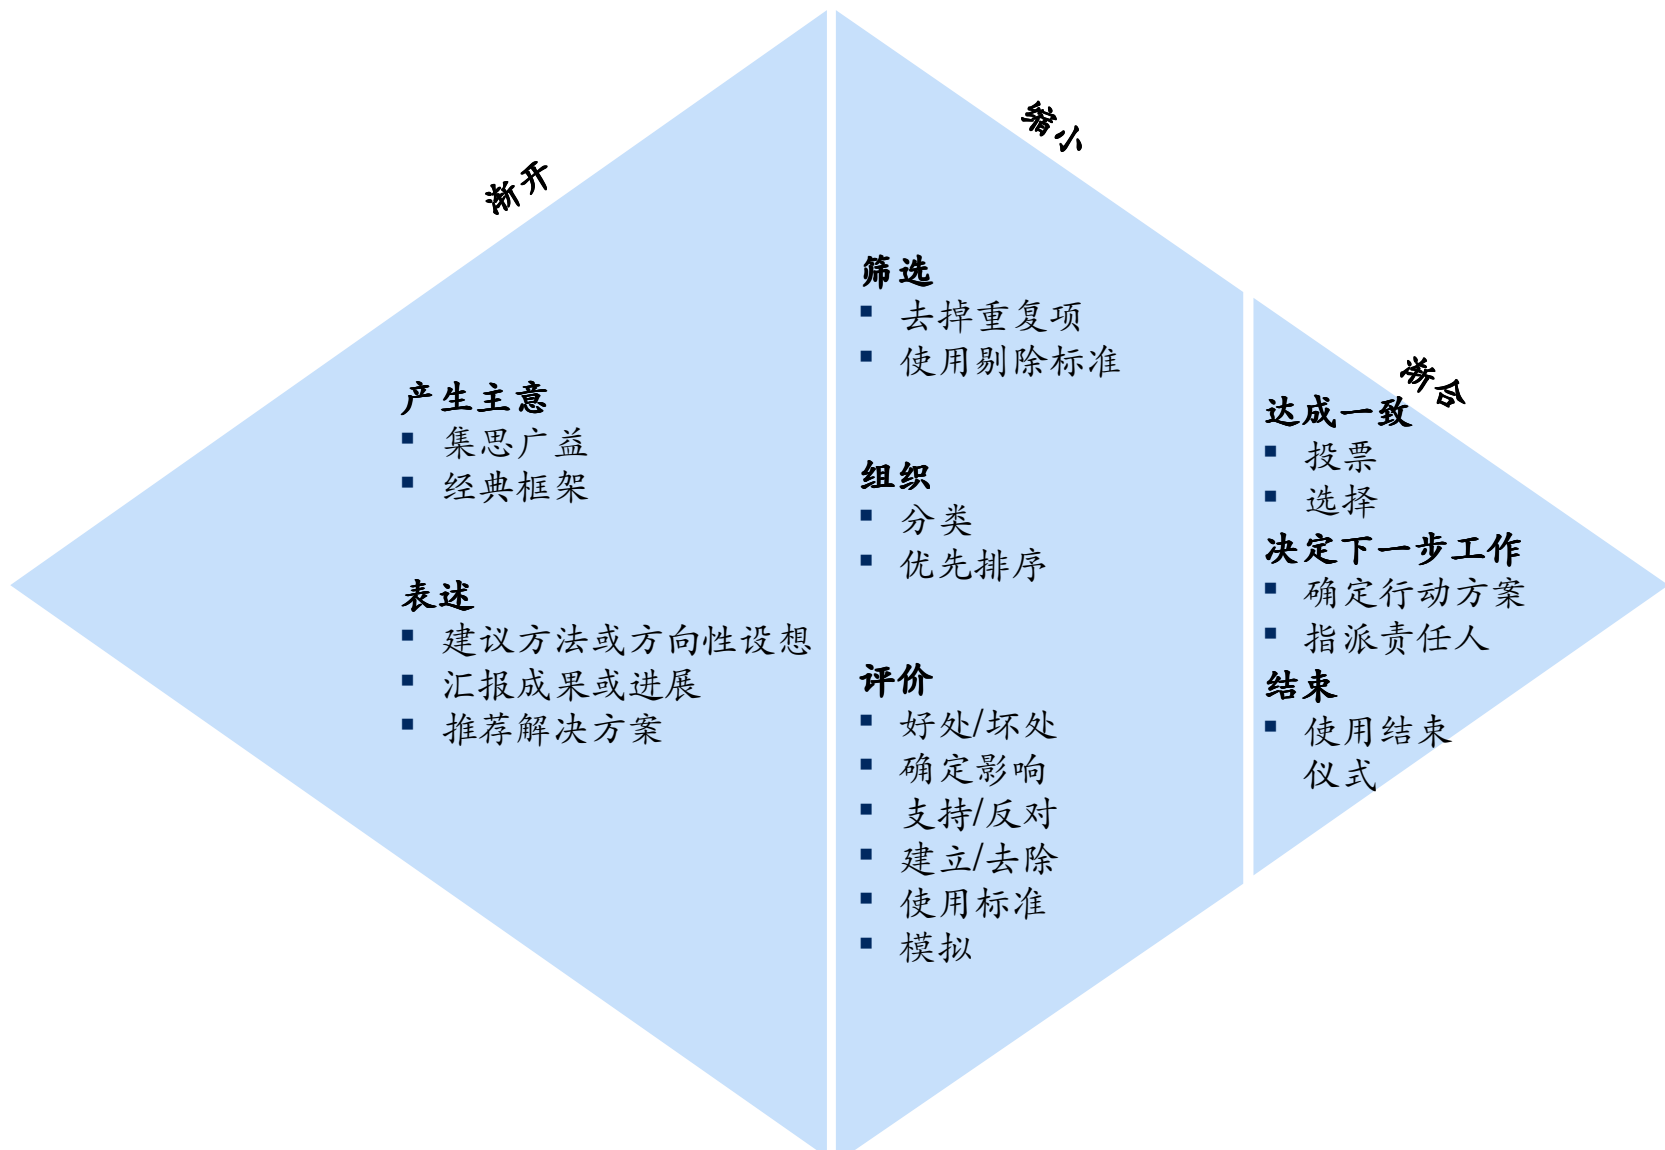 渐开
产生主意
▪ 集思广益
▪ 经典框架
表述
▪ 建议方法或方向性设想
▪ 汇报成果或进展
▪ 推荐解决方案
缩小
筛选
▪ 去掉重复项
▪ 使用剔除标准
组织
▪ 分类
▪ 优先排序
评价
▪ 好处/坏处
▪ 确定影响
▪ 支持/反对
▪ 建立/去除
▪ 使用标准
▪ 模拟
渐合
达成一致
▪ 投票
▪ 选择
决定下一步工作
▪ 确定行动方案
▪ 指派责任人
结束
▪ 使用结束
仪式